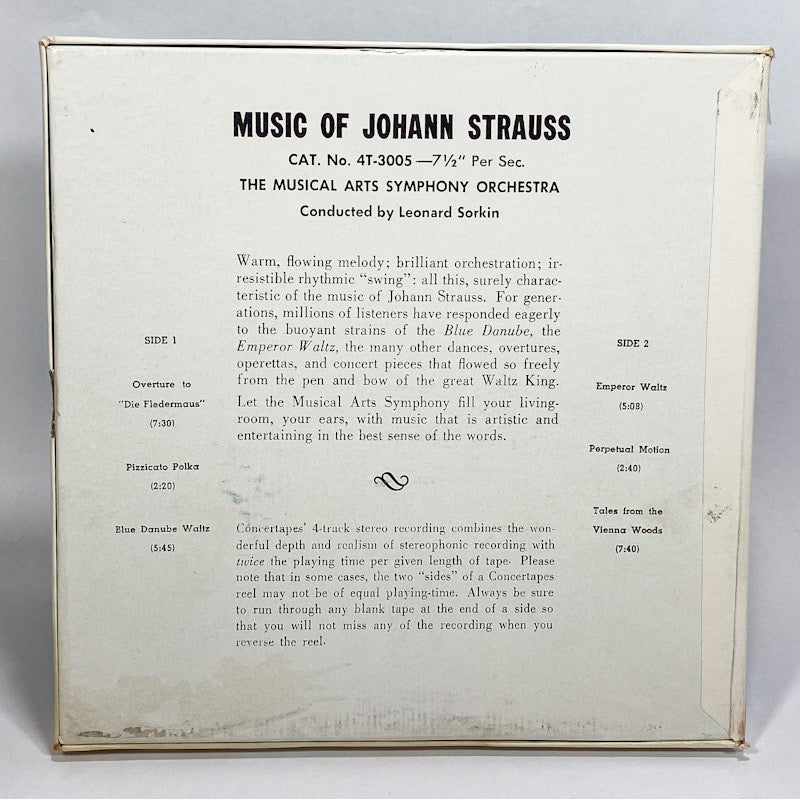 MUSIC OF JOHANN STRAUSS
CAT. No. 4T-3005—7½" Per Sec.
THE MUSICAL ARTS SYMPHONY ORCHESTRA
Conducted by Leonard Sorkin
Warm, flowing melody; brilliant orchestration; ir-
resistible rhythmic "swing": all this, surely charac-
teristic of the music of Johann Strauss. For gener-
ations, millions of listeners have responded eagerly
to the buoyant strains of the Blue Danube, the
Emperor Waltz, the many other dances, overtures,
operettas, and concert pieces that flowed so freely
from the pen and bow of the great Waltz King.
Let the Musical Arts Symphony fill your living-
room, your ears, with music that is artistic and
entertaining in the best sense of the words.
SIDE 1
Overture to
"Die Fledermaus"
(7:30)
Pizzicato Polka
(2:20)
Blue Danube Waltz
(5:45)
SIDE 2
Emperor Waltz
(5:08)
Perpetual Motion
(2:40)
Tales from the
Vienna Woods
(7:40)
Concertapes' 4-track stereo recording combines the won-
derful depth and realism of stereophonic recording with
twice the playing time per given length of tape. Please
note that in some cases, the two "sides" of a Concertapes
reel may not be of equal playing-time. Always be sure
to run through any blank tape at the end of a side so
that you will not miss any of the recording when you
reverse the reel.